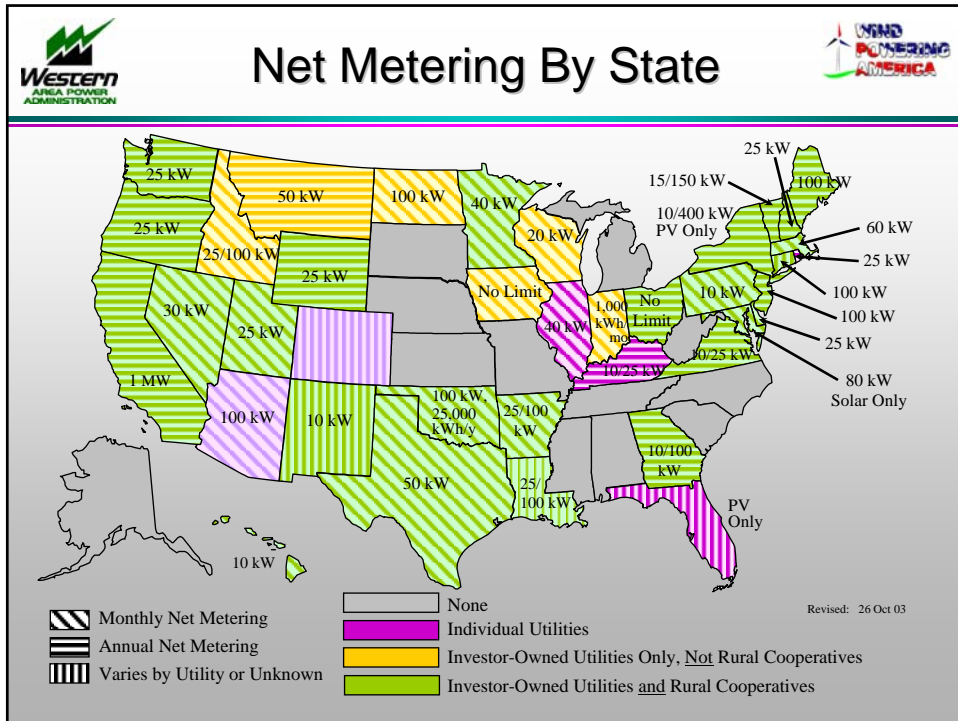 Western
AREA POWER
ADMINISTRATION
Net Metering By State
WIND
POWERING
AMERICA
25 kW
15/150 kW
100 kW
25 kW
50 kW
100 kW
40 kW
10/400 kW
PV Only
60 kW
25 kW
20 kW
25/100 kW
25 kW
25 kW
No Limit
10 kW
100 kW
30 kW
1,000
kWh/
mo
No
Limit
100 kW
25 kW
40 kW
25 kW
10/25 kW
10/25 kW
80 kW
Solar Only
1 MW
100 kW,
25,000
kWh/y
25/100
kW
100 kW
10 kW
10/100
kW
50 kW
25/
100 kW
PV
Only
10 kW
Revised: 26 Oct 03
Monthly Net Metering
Annual Net Metering
Varies by Utility or Unknown
None
Individual Utilities
Investor-Owned Utilities Only, Not Rural Cooperatives
Investor-Owned Utilities and Rural Cooperatives